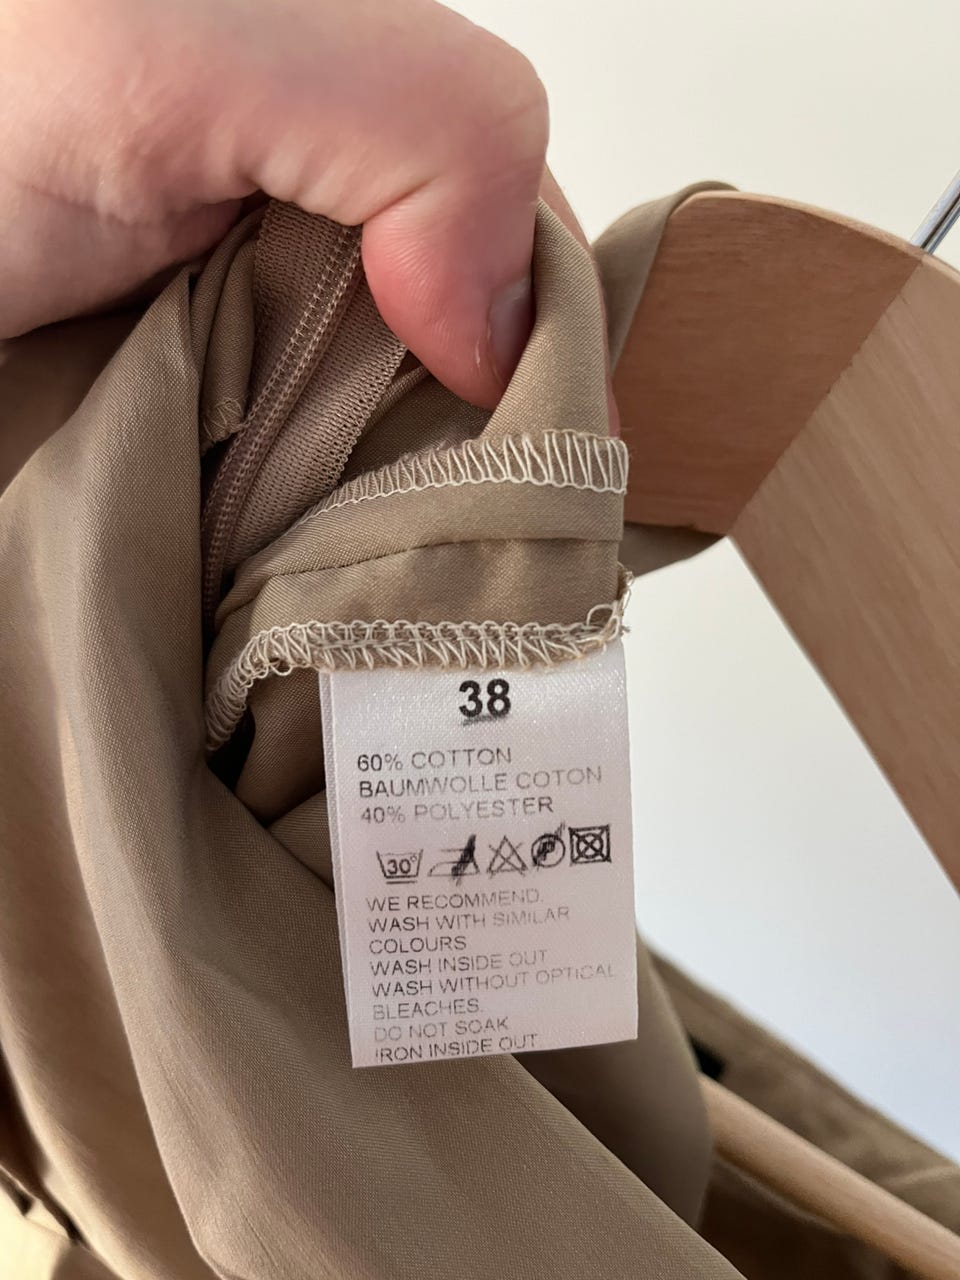 38
60% COTTON
BAUMWOLLE COTON
40% POLYESTER
30°
WE RECOMMEND.
WASH WITH SIMILAR
COLOURS
WASH INSIDE OUT
WASH WITHOUT OPTICAL
BLEACHES.
DO NOT SOAK
IRON INSIDE OUT